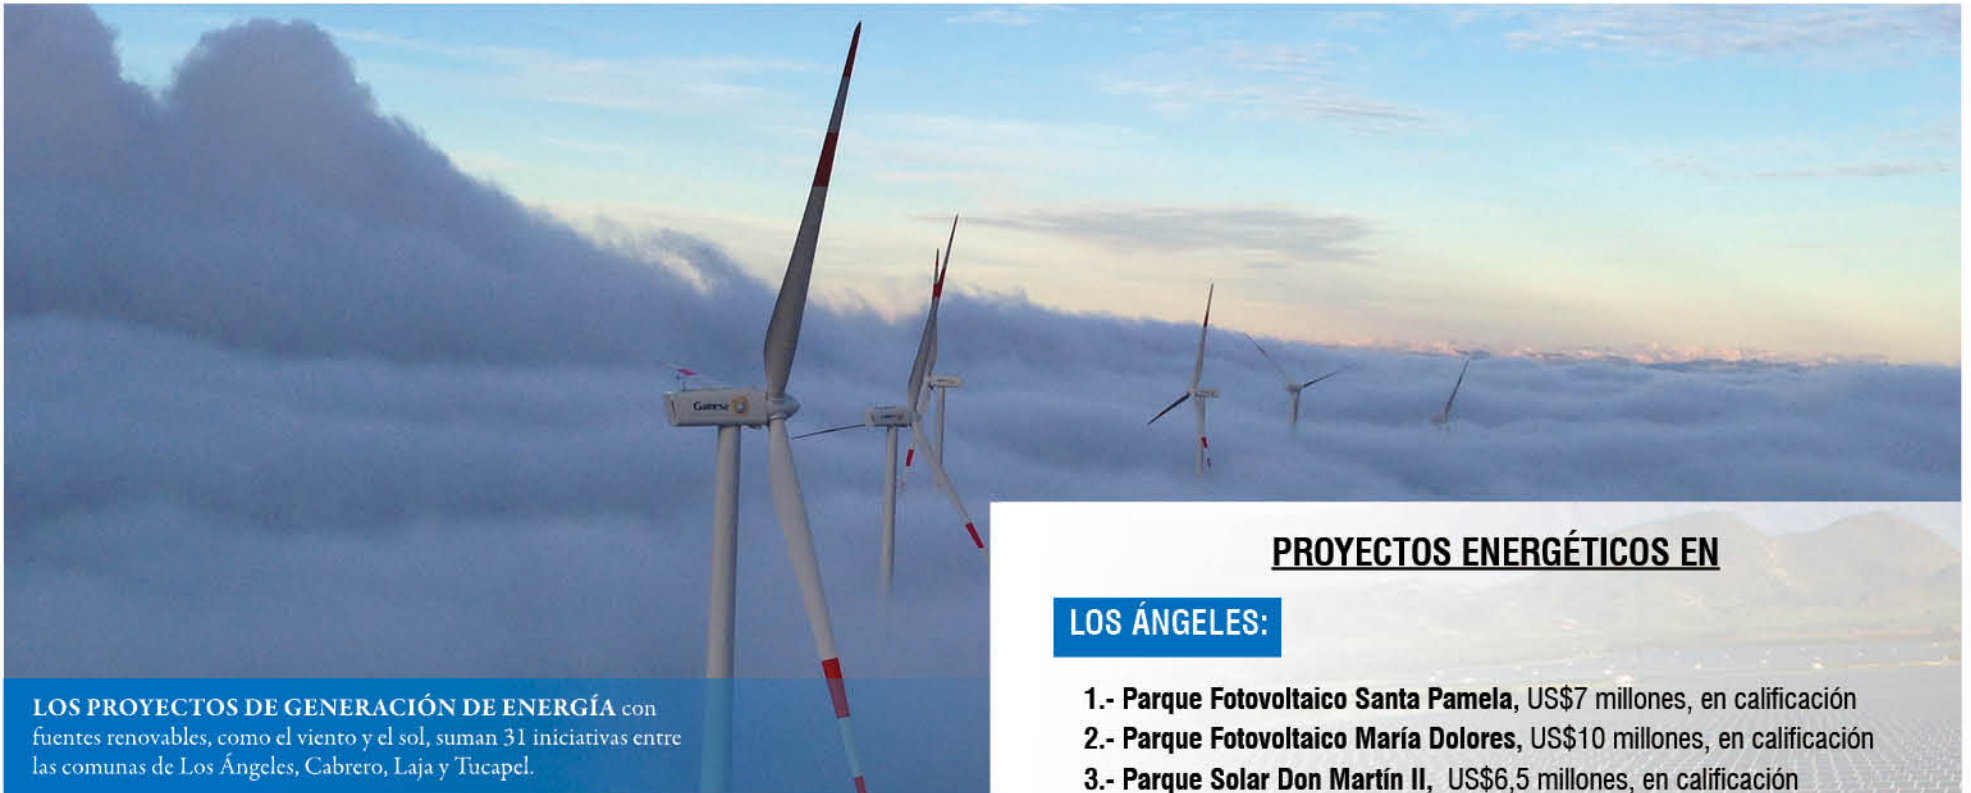 Gamesa
PROYECTOS ENERGÉTICOS EN
LOS ÁNGELES:
1.- Parque Fotovoltaico Santa Pamela, US$7 millones, en calificación
2.- Parque Fotovoltaico María Dolores, US$10 millones, en calificación
3.- Parque Solar Don Martín II, US$6,5 millones, en calificación
LOS PROYECTOS DE GENERACIÓN DE ENERGÍA con
fuentes renovables, como el viento y el sol, suman 31 iniciativas entre
las comunas de Los Ángeles, Cabrero, Laja y Tucapel.